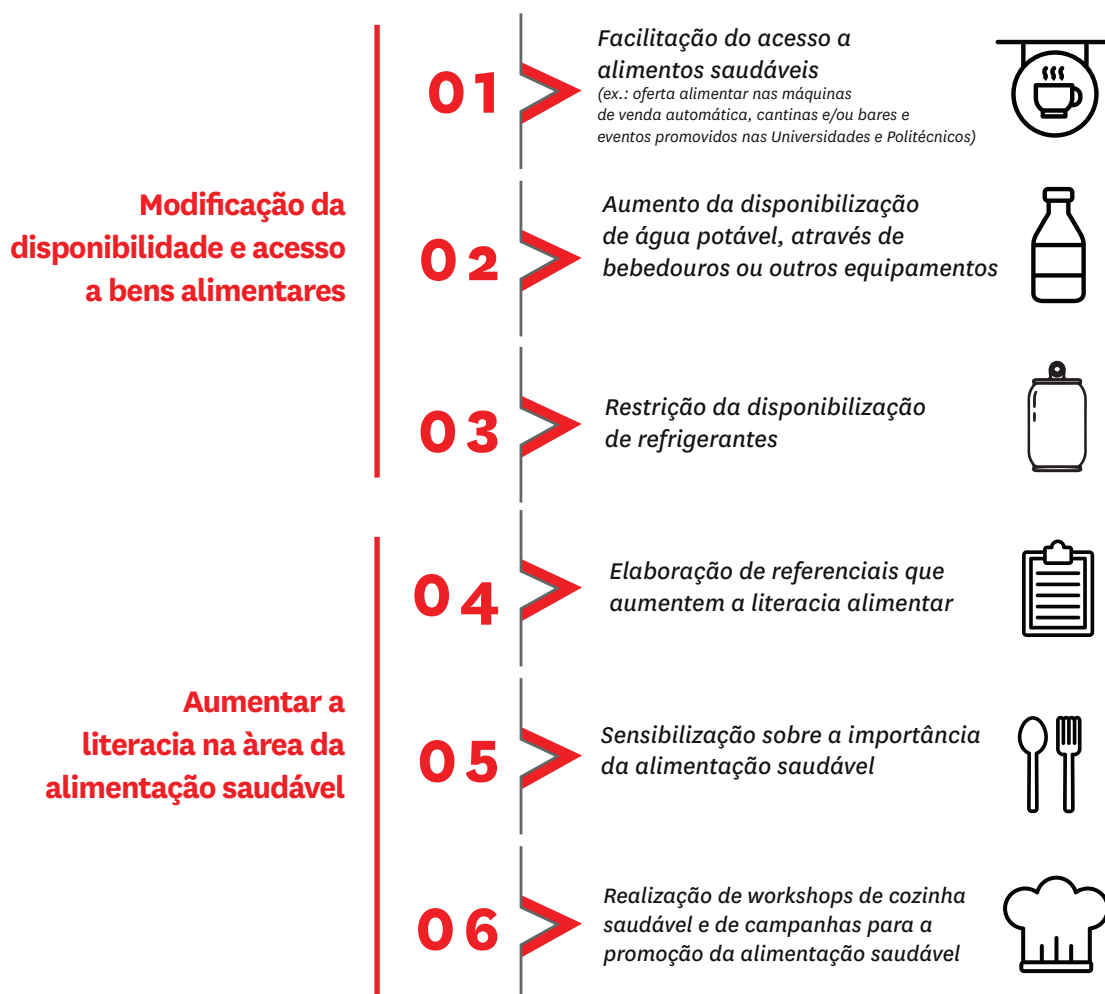 Modificação da
disponibilidade e acesso
a bens alimentares
01
Facilitação do acesso a
alimentos saudáveis
(ex.: oferta alimentar nas máquinas
de venda automática, cantinas e/ou bares e
eventos promovidos nas Universidades e Politécnicos)
02
Aumento da disponibilização
de água potável, através de
bebedouros ou outros equipamentos
03
Restrição da disponibilização
de refrigerantes
Aumentar a
literacia na àrea da
alimentação saudável
04
Elaboração de referenciais que
aumentem a literacia alimentar
05
Sensibilização sobre a importância
da alimentação saudável
06
Realização de workshops de cozinha
saudável e de campanhas para a
promoção da alimentação saudável